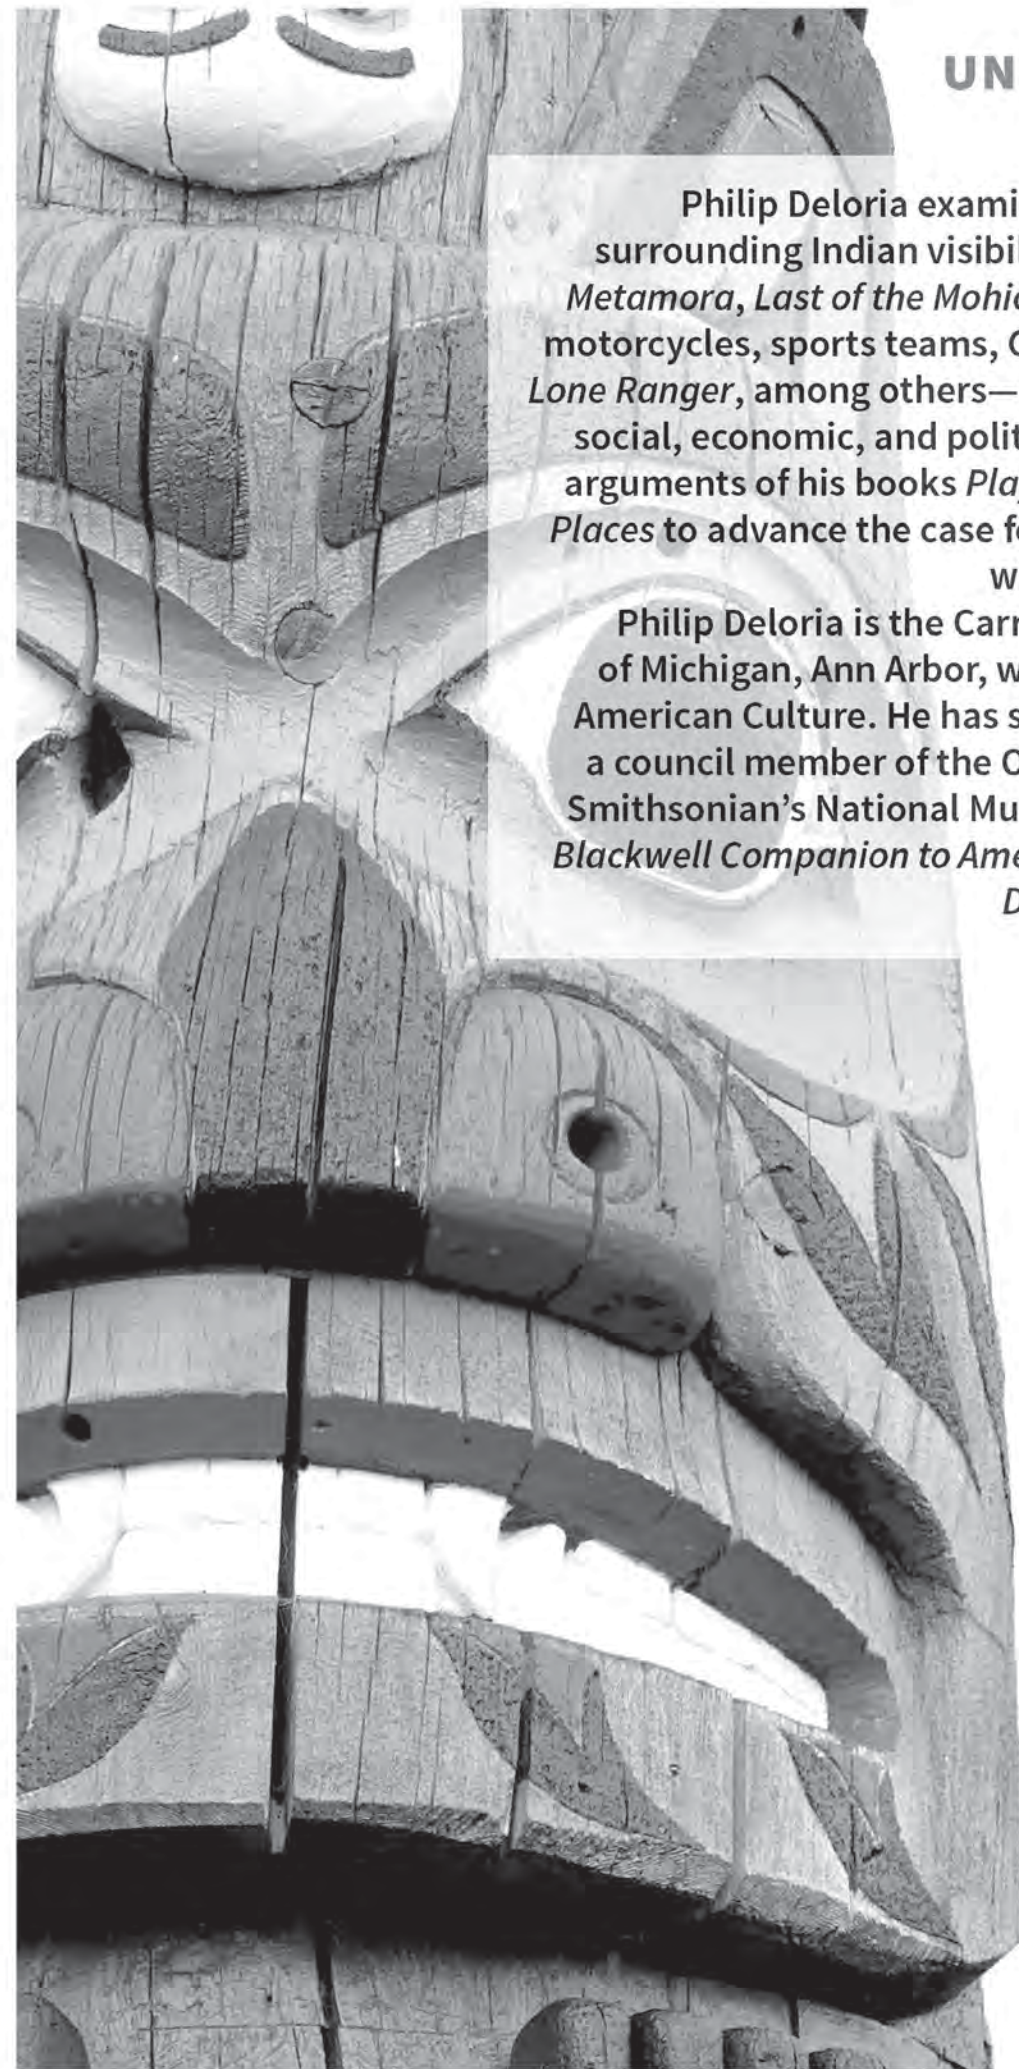 UN
Philip Deloria exami
surrounding Indian visibi
Metamora, Last of the Mohic
motorcycles, sports teams,
Lone Ranger, among others—
social, economic, and polit
arguments of his books Pla
Places to advance the case f
w
Philip Deloria is the Car
of Michigan, Ann Arbor, w
American Culture. He has s
a council member of the
Smithsonian’s National Mu
Blackwell Companion to Ame
D